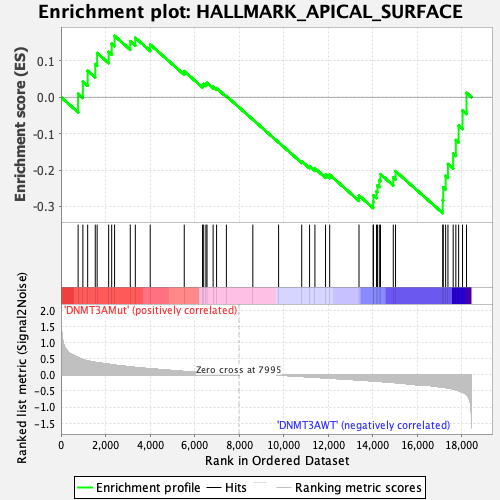 Enrichment plot: HALLMARK_APICAL_SURFACE
Enrichment score (ES)
0.1
0.0
-0.1
-0.2
-0.3
Ranked list metric (Signal2Noise)
2.0
1.5
1.0
0.5
0.0
-0.5
-1.0
-1.5
'DNMT3AMut' (positively correlated)
Zero cross at 7995
'DNMT3AWT' (negatively correlated)
0
2,000
4,000
6,000
8,000
10,000
12,000
14,000
16,000
18,000
Rank in Ordered Dataset
Enrichment profile
Hits
Ranking metric scores